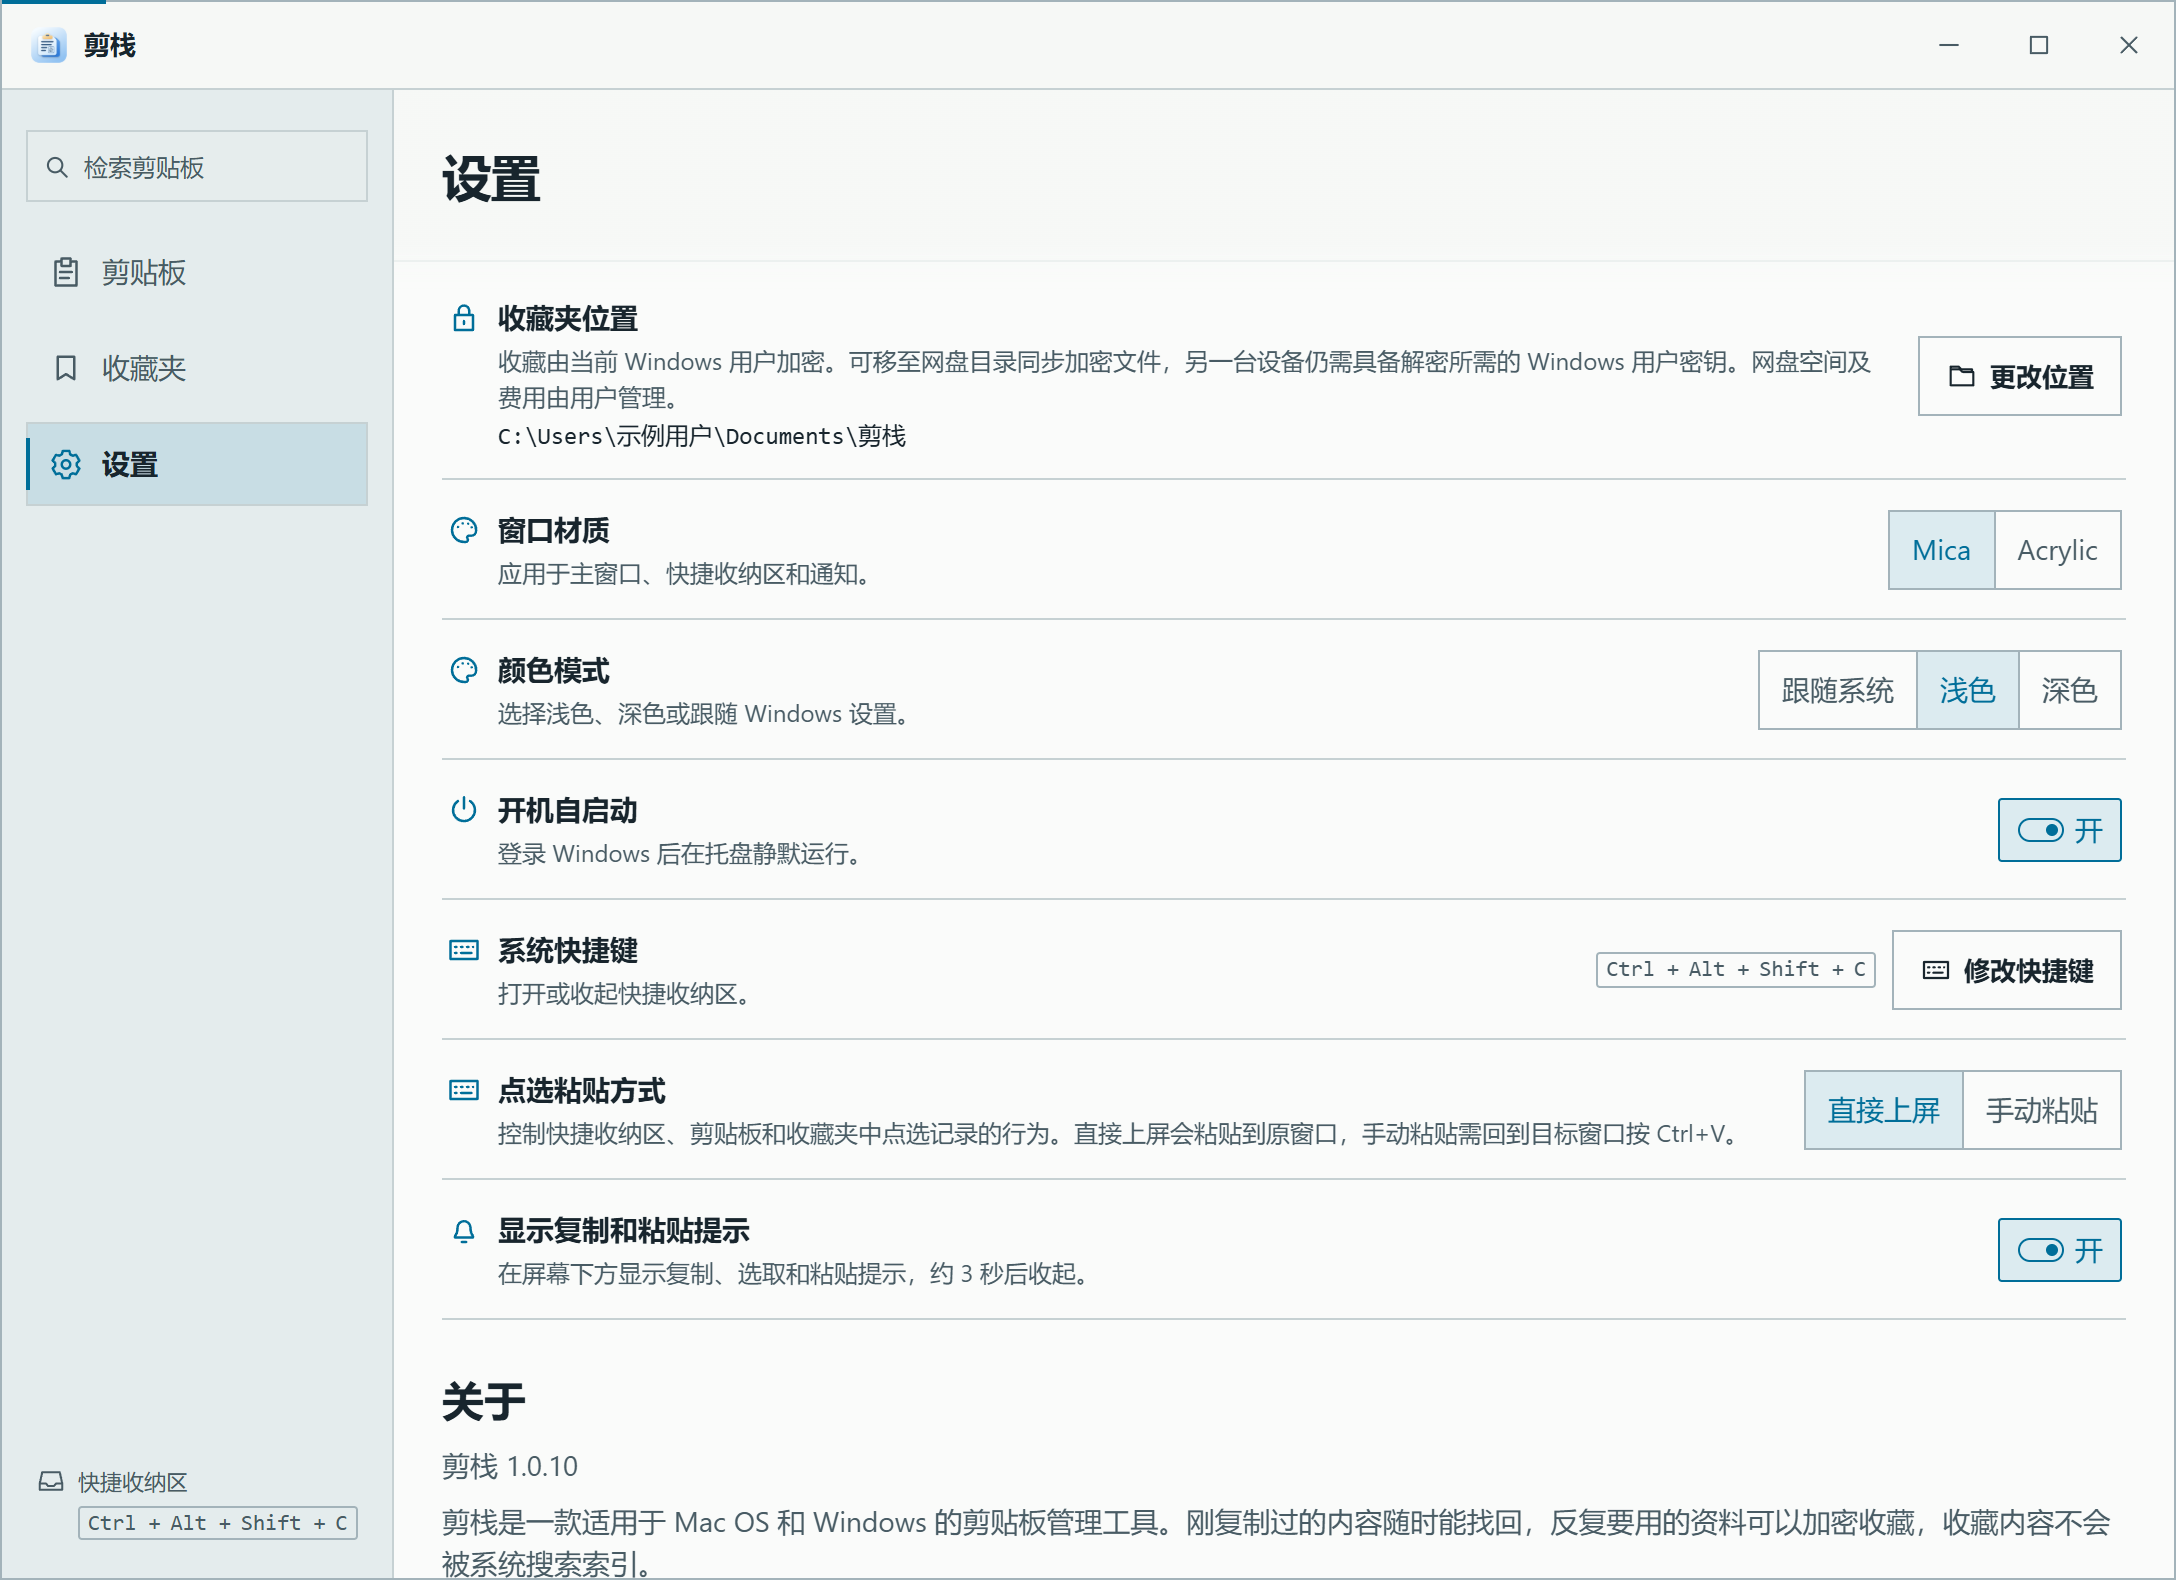 剪栈
检索剪贴板
剪贴板
收藏夹
设置
快捷收纳区
Ctrl + Alt + Shift + C
设置
收藏夹位置
收藏由当前 Windows 用户加密。可移至网盘目录同步加密文件，另一台设备仍需具备解密所需的 Windows 用户密钥。网盘空间及
费用由用户管理。
C:\Users\示例用户\Documents\剪栈
更改位置
窗口材质
应用于主窗口、快捷收纳区和通知。
Mica
Acrylic
颜色模式
选择浅色、深色或跟随 Windows 设置。
跟随系统
浅色
深色
开机自启动
登录 Windows 后在托盘静默运行。
开
系统快捷键
打开或收起快捷收纳区。
Ctrl + Alt + Shift + C
修改快捷键
点选粘贴方式
控制快捷收纳区、剪贴板和收藏夹中点选记录的行为。直接上屏会粘贴到原窗口，手动粘贴需回到目标窗口按 Ctrl+V。
直接上屏
手动粘贴
显示复制和粘贴提示
在屏幕下方显示复制、选取和粘贴提示，约 3 秒后收起。
开
关于
剪栈 1.0.10
剪栈是一款适用于 Mac OS 和 Windows 的剪贴板管理工具。刚复制过的内容随时能找回，反复要用的资料可以加密收藏，收藏内容不会
被系统搜索索引。